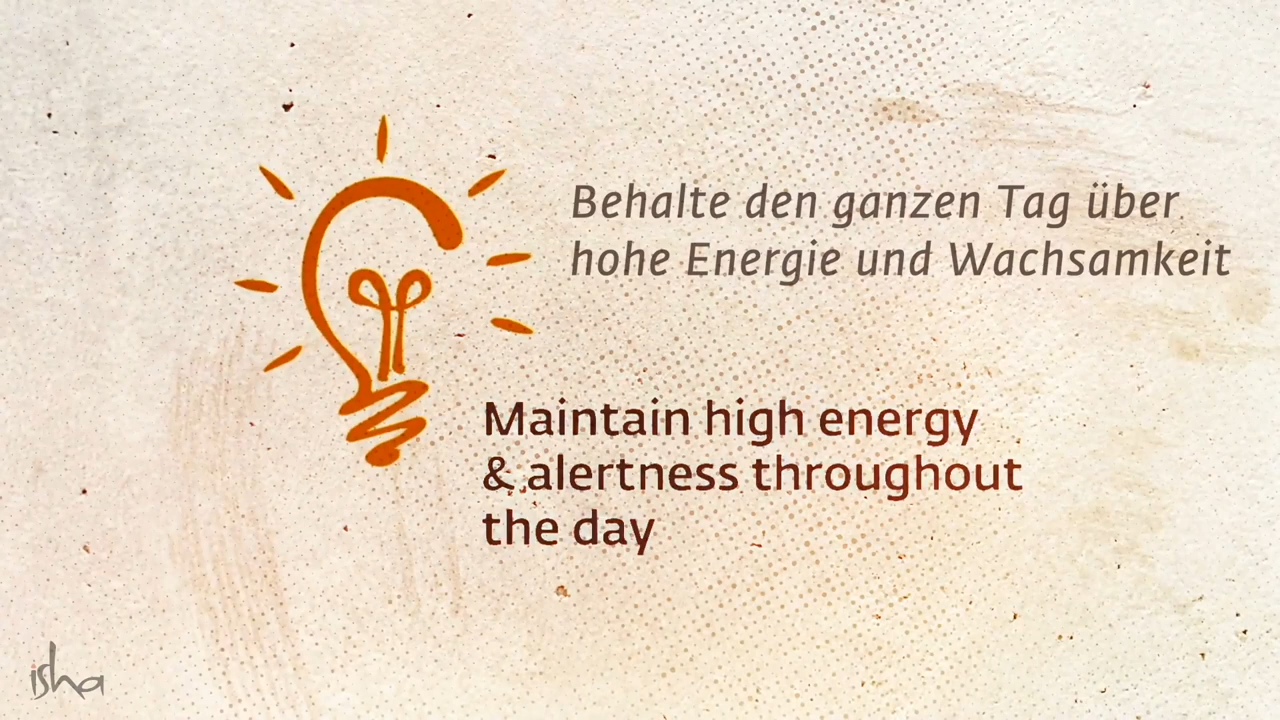 Behalte den ganzen Tag über
hohe Energie und Wachsamkeit
Maintain high energy
& alertness throughout
the day
isha